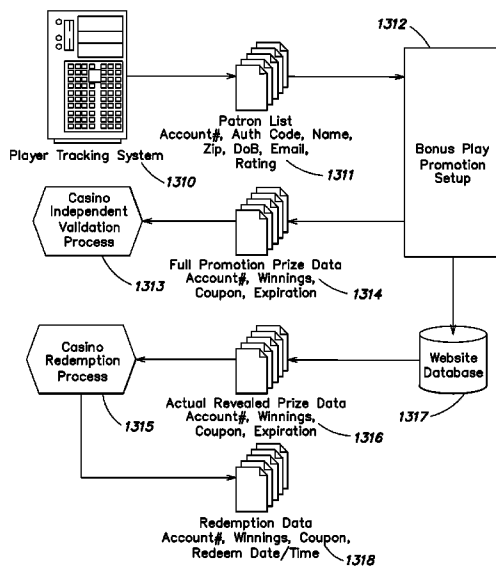 1312
Patron List
Account#, Auth Code, Name,
Zip, DoB, Email,
Rating
1311
Player Tracking System
1310
Bonus Play
Promotion
Setup
Casino
Independent
Validation
Process
1313
Full Promotion Prize Data
Account#, Winnings,
Coupon, Expiration
1314
Casino
Redemption
Process
1315
Actual Revealed Prize Data
Account#, Winnings,
Coupon, Expiration
1316
Website
Database
1317
Redemption Data
Account#, Winnings, Coupon,
Redeem Date/Time
1318